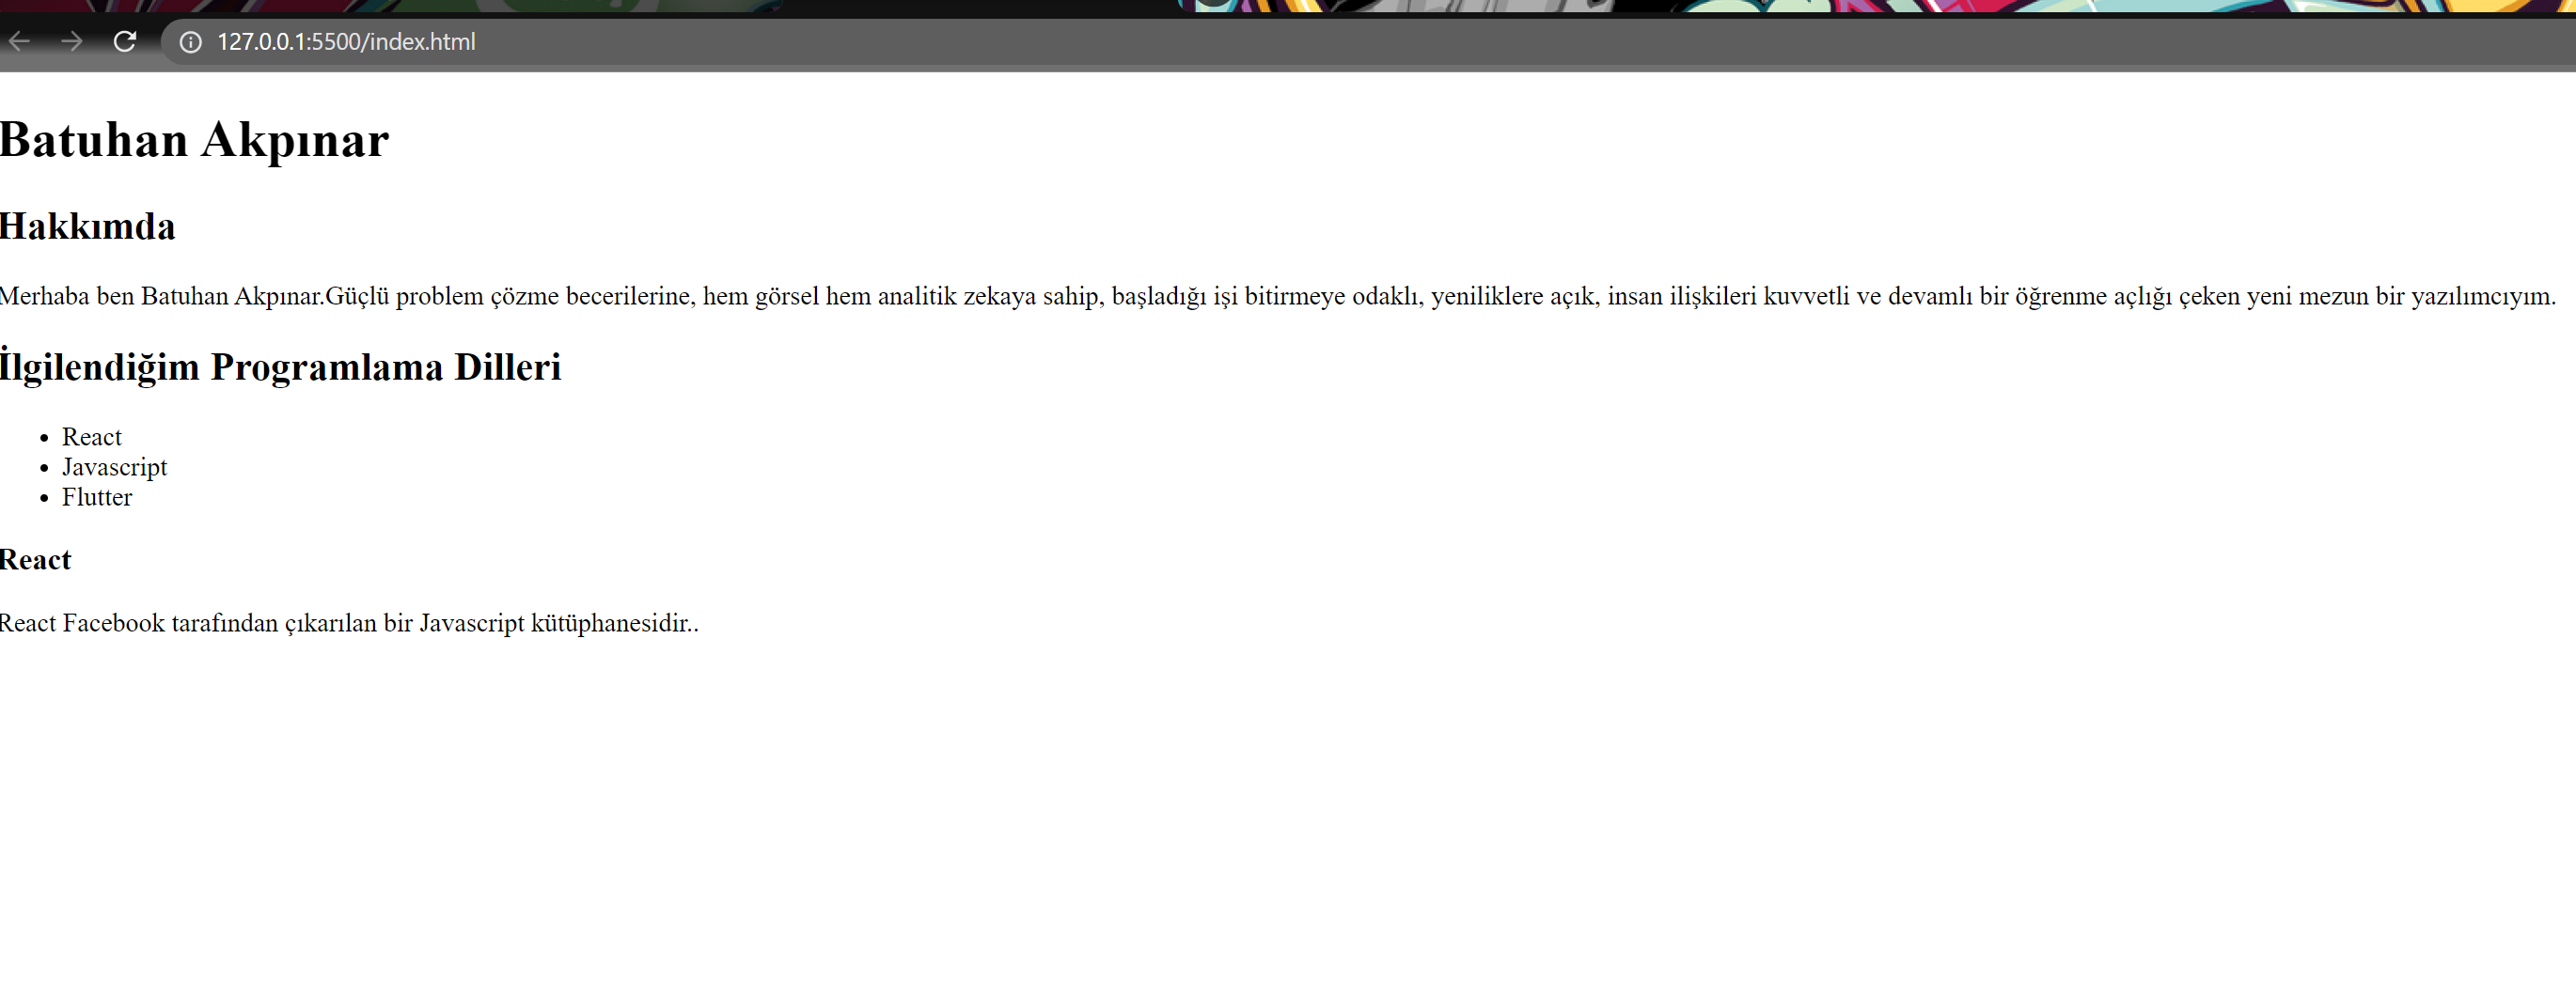 127.0.0.1:5500/index.html
Batuhan Akpınar
Hakkımda
Merhaba ben Batuhan Akpınar.Güçlü problem çözme becerilerine, hem görsel hem analitik zekaya sahip, başladığı işi bitirmeye odaklı, yeniliklere açık, insan ilişkileri kuvvetli ve devamlı bir öğrenme açlığı çeken yeni mezun bir yazılımcıyım.
İlgilendiğim Programlama Dilleri
• React
• Javascript
• Flutter
React
React Facebook tarafından çıkarılan bir Javascript kütüphanesidir..